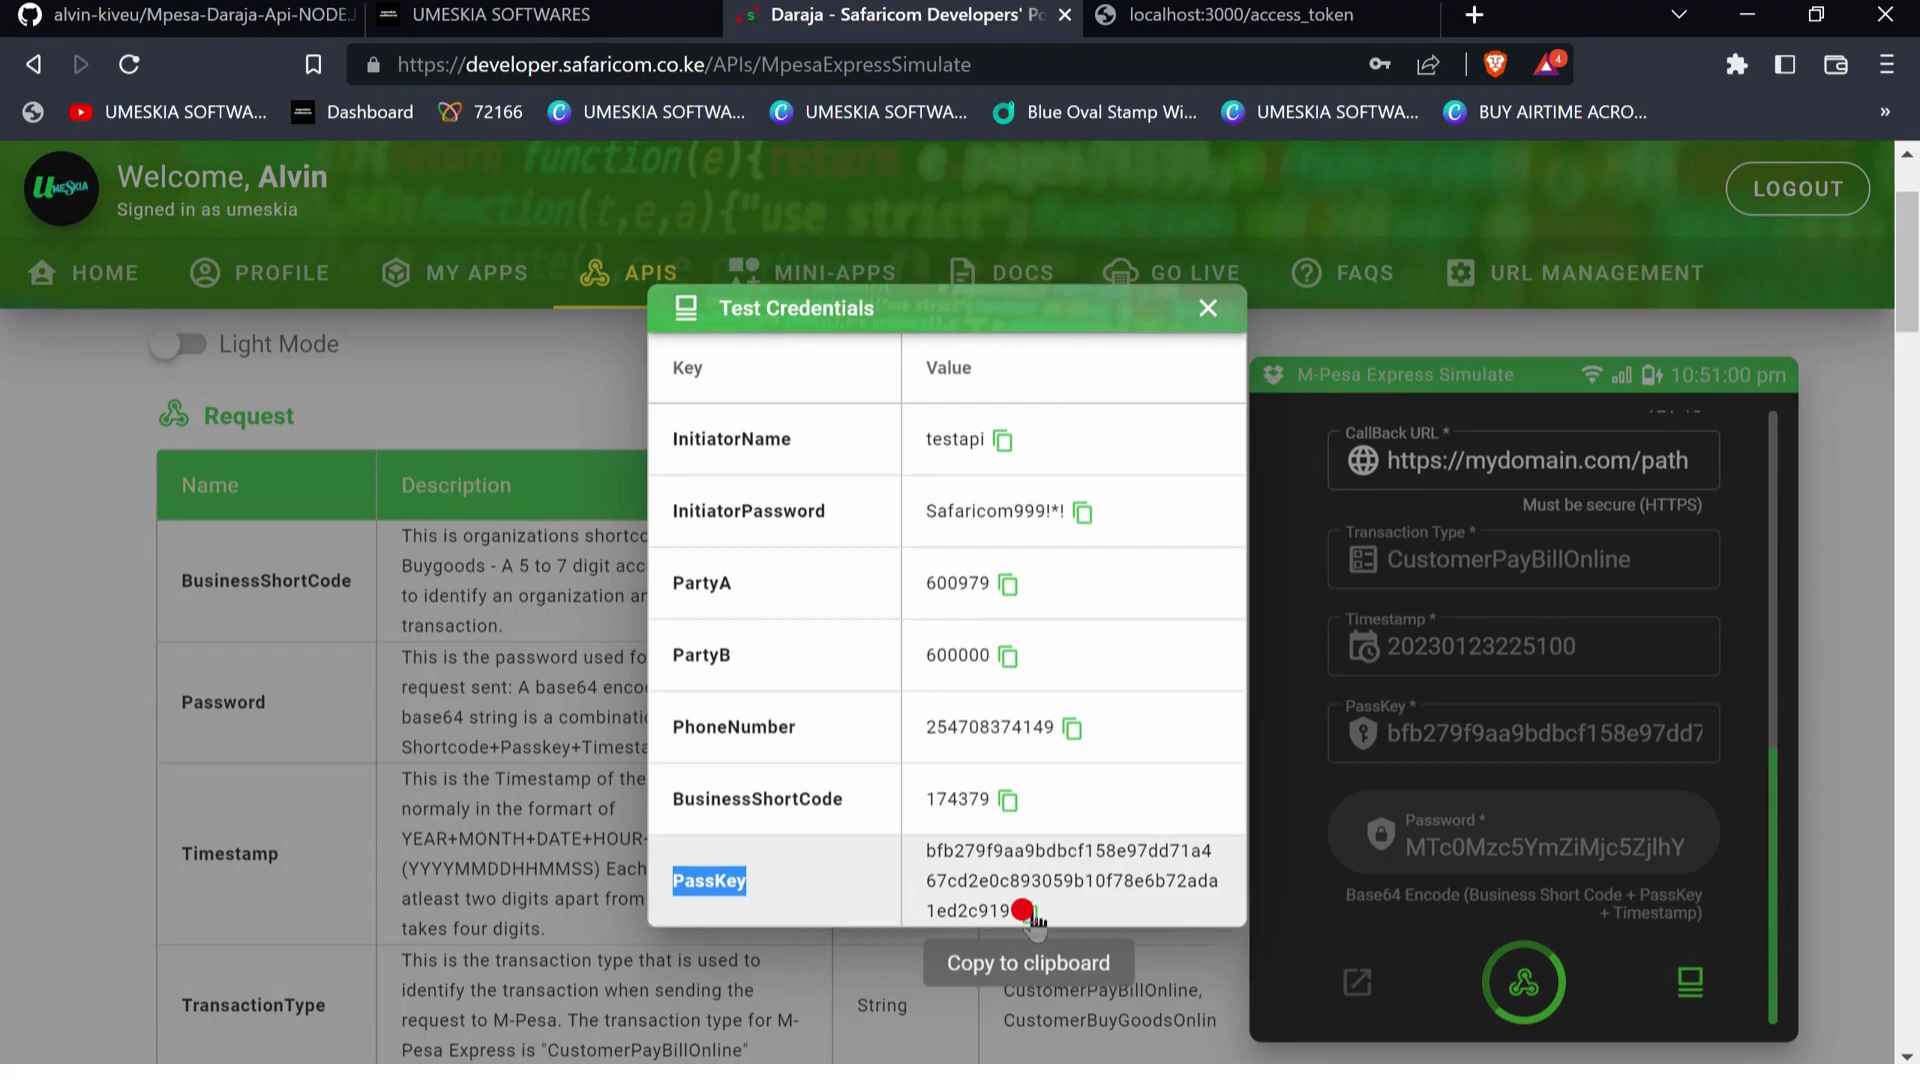 alvin-kiveu/Mpesa-Daraja-Api-NODE.
UMESKIA SOFTWARES
Daraja - Safaricom Developers' Po
localhost:3000/access_token
https://developer.safaricom.co.ke/APIs/MpesaExpressSimulate
4
UMESKIA SOFTWA...
Dashboard
72166
UMESKIA SOFTWA...
UMESKIA SOFTWA...
Blue Oval Stamp Wi...
UMESKIA SOFTWA...
BUY AIRTIME ACRO...
»
UMESKIA
Welcome, Alvin
Signed in as umeskia
LOGOUT
HOME
PROFILE
MY APPS
APIS
MINI-APPS
DOCS
GO LIVE
FAQS
URL MANAGEMENT
Light Mode
Request
Name
Description
BusinessShortCode
This is organizations shortco
Buygoods - A 5 to 7 digit acc
to identify an organization an
transaction.
Password
This is the password used fo
request sent: A base64 enco
base64 string is a combinati
Shortcode+Passkey+Timesta
Timestamp
This is the Timestamp of the
normaly in the formart of
YEAR+MONTH+DATE+HOUR+
(YYYYMMDDHHMMSS) Each
atleast two digits apart from
takes four digits.
TransactionType
This is the transaction type that is used to
identify the transaction when sending the
request to M-Pesa. The transaction type for M-
Pesa Express is "CustomerPayBillOnline"
String
CustomerPayBillOnline,
CustomerBuyGoodsOnlin
Test Credentials
Key
Value
InitiatorName
testapi
InitiatorPassword
Safaricom999!*!
PartyA
600979
PartyB
600000
PhoneNumber
254708374149
BusinessShortCode
174379
PassKey
bfb279f9aa9bdbcf158e97dd71a4
67cd2e0c893059b10f78e6b72ada
1ed2c919
Copy to clipboard
M-Pesa Express Simulate
10:51:00 pm
CallBack URL *
https://mydomain.com/path
Must be secure (HTTPS)
Transaction Type *
CustomerPayBillOnline
Timestamp *
20230123225100
PassKey *
bfb279f9aa9bdbcf158e97dd7
Password *
MTc0Mzc5YmZiMjc5ZjlhY
Base64 Encode (Business Short Code + PassKey
+ Timestamp)